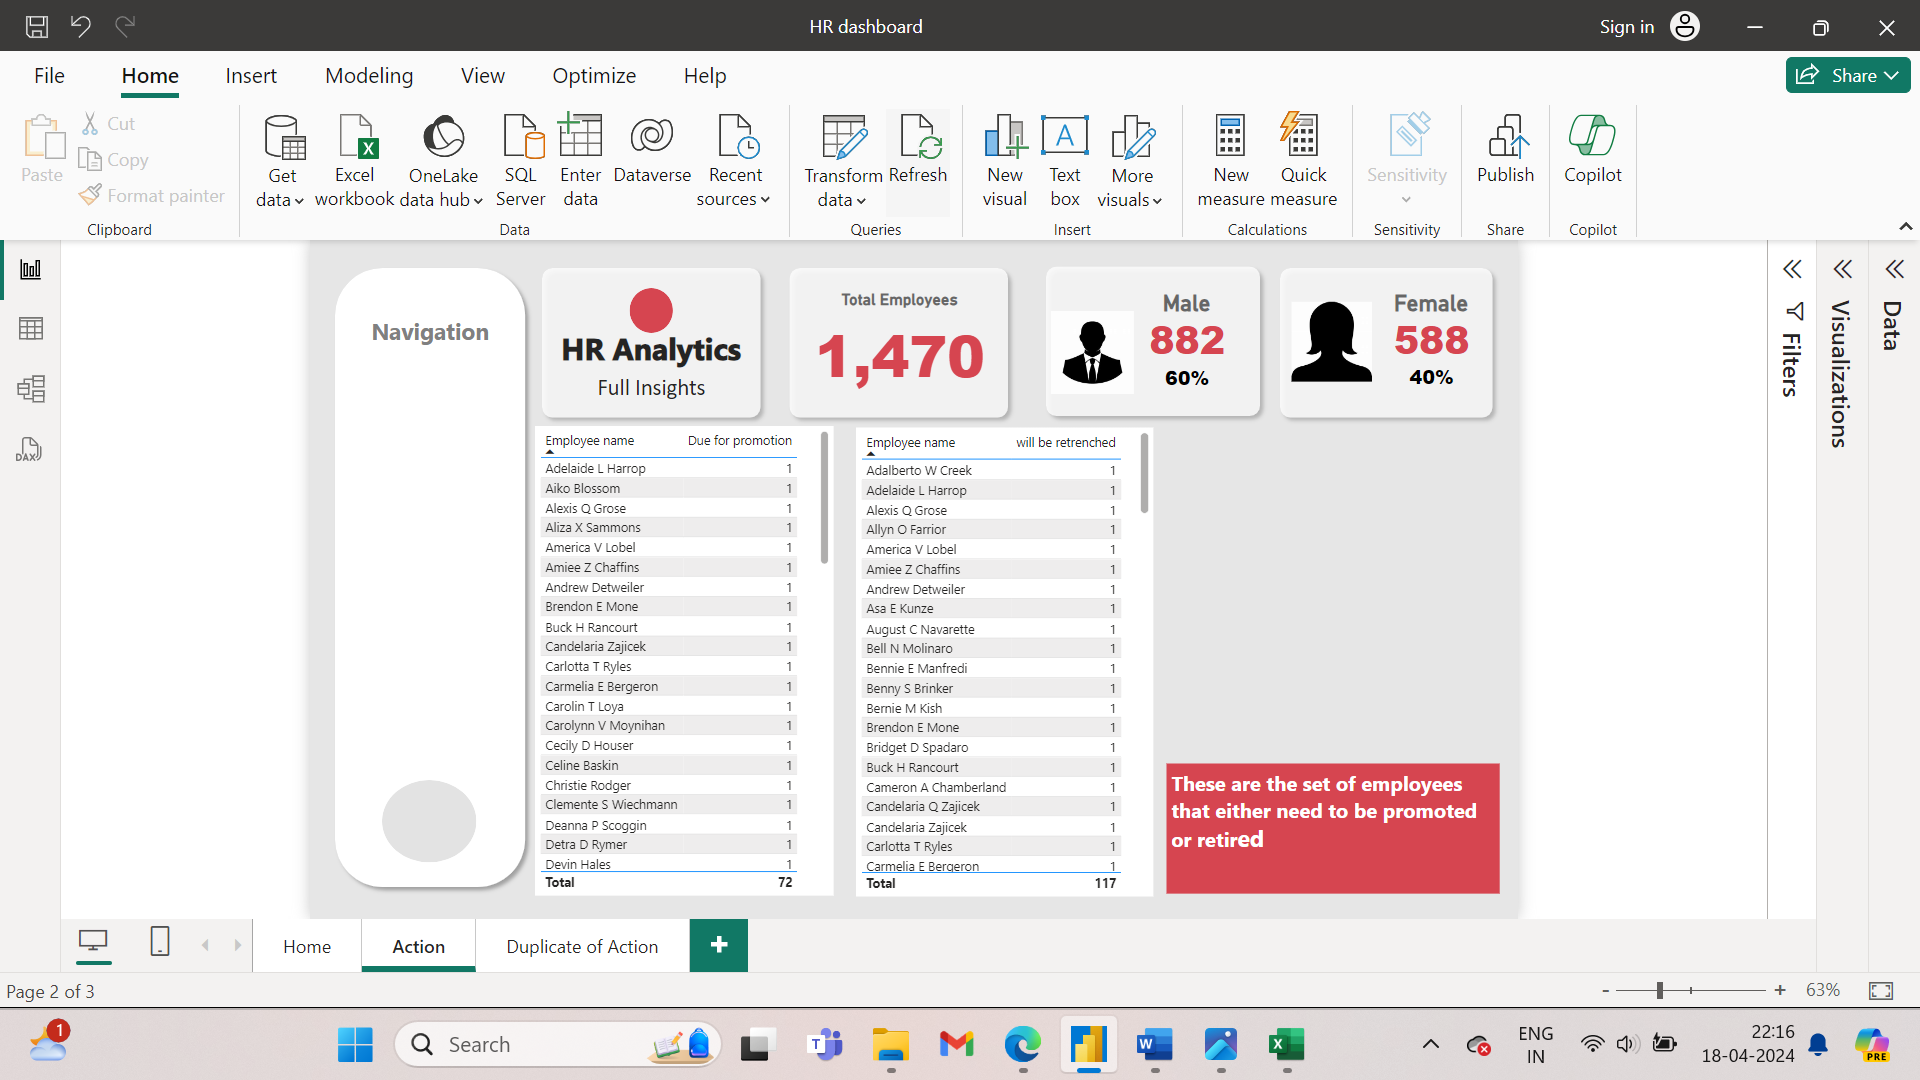 HR dashboard
Sign in
File Home Insert Modeling View Optimize Help
Share
Paste
Cut
Copy
Format painter
Clipboard
Get data
Excel workbook
OneLake data hub
SQL Server
Enter data
Dataverse
Recent sources
Data
Transform data
Refresh
Queries
New visual
Text box
More visuals
Insert
New measure
Quick measure
Calculations
Sensitivity
Sensitivity
Publish
Share
Copilot
Copilot
Navigation
HR Analytics
Full Insights
Total Employees
1,470
Male
882
60%
Female
588
40%
Filters
Visualizations
Data
Employee name Due for promotion
Adelaide L Harrop 1
Aiko Blossom 1
Alexis Q Grose 1
Aliza X Sammons 1
America V Lobel 1
Amiee Z Chaffins 1
Andrew Detweiler 1
Brendon E Mone 1
Buck H Rancourt 1
Candelaria Zajicek 1
Carlotta T Ryles 1
Carmelia E Bergeron 1
Carolin T Loya 1
Carolynn V Moynihan 1
Cecily D Houser 1
Celine Baskin 1
Christie Rodger 1
Clemente S Wiechmann 1
Deanna P Scoggin 1
Detra D Rymer 1
Devin Hales 1
Total 72
Employee name will be retrenched
Adalberto W Creek 1
Adelaide L Harrop 1
Alexis Q Grose 1
Allyn O Farrior 1
America V Lobel 1
Amiee Z Chaffins 1
Andrew Detweiler 1
Asa E Kunze 1
August C Navarette 1
Bell N Molinaro 1
Bennie E Manfredi 1
Benny S Brinker 1
Bernie M Kish 1
Brendon E Mone 1
Bridget D Spadaro 1
Buck H Rancourt 1
Cameron A Chamberland 1
Candelaria Q Zajicek 1
Candelaria Zajicek 1
Carlotta T Ryles 1
Carmelia E Bergeron 1
Total 117
These are the set of employees
that either need to be promoted
or retired
DAX
Home Action Duplicate of Action +
Page 2 of 3
- + 63%
1
Search
ENG
IN
22:16
18-04-2024
PRE